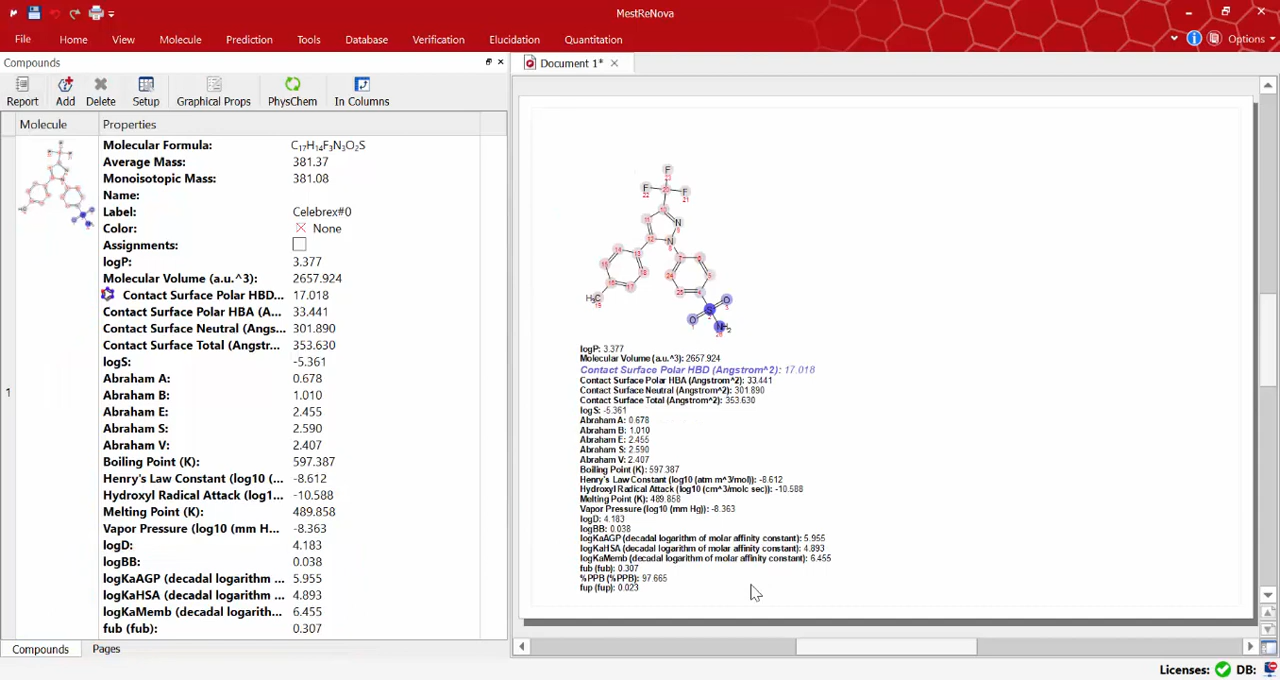 MestReNova
File Home View Molecule Prediction Tools Database Verification Elucidation Quantitation Options
Compounds
Document 1*
Report Add Delete Setup Graphical Props PhysChem In Columns
Molecule Properties
1
Molecular Formula: C17H14F3N3O2S
Average Mass: 381.37
Monoisotopic Mass: 381.08
Name:
Label: Celebrex#0
Color: None
Assignments:
logP: 3.377
Molecular Volume (a.u.^3): 2657.924
Contact Surface Polar HBD... 17.018
Contact Surface Polar HBA (A... 33.441
Contact Surface Neutral (Angs... 301.890
Contact Surface Total (Angstr... 353.630
logS: -5.361
Abraham A: 0.678
Abraham B: 1.010
Abraham E: 2.455
Abraham S: 2.590
Abraham V: 2.407
Boiling Point (K): 597.387
Henry's Law Constant (log10 (... -8.612
Hydroxyl Radical Attack (log1... -10.588
Melting Point (K): 489.858
Vapor Pressure (log10 (mm H... -8.363
logD: 4.183
logBB: 0.038
logKaAGP (decadal logarithm ... 5.955
logKaHSA (decadal logarithm ... 4.893
logKaMemb (decadal logarith... 6.455
fub (fub): 0.307
Compounds Pages
F
F F
N
N
H3C
O
S
O
NH2
logP: 3.377
Molecular Volume (a.u.^3): 2657.924
Contact Surface Polar HBD (Angstrom^2): 17.018
Contact Surface Polar HBA (Angstrom^2): 33.441
Contact Surface Neutral (Angstrom^2): 301.890
Contact Surface Total (Angstrom^2): 353.630
logS: -5.361
Abraham A: 0.678
Abraham B: 1.010
Abraham E: 2.455
Abraham S: 2.590
Abraham V: 2.407
Boiling Point (K): 597.387
Henry's Law Constant (log10 (atm m^3/mol)): -8.612
Hydroxyl Radical Attack (log10 (cm^3/molc sec)): -10.588
Melting Point (K): 489.858
Vapor Pressure (log10 (mm Hg)): -8.363
logD: 4.183
logBB: 0.038
logKaAGP (decadal logarithm of molar affinity constant): 5.955
logKaHSA (decadal logarithm of molar affinity constant): 4.893
logKaMemb (decadal logarithm of molar affinity constant): 6.455
fub (fub): 0.307
%PPB (%PPB): 97.665
fup (fup): 0.023
Licenses: DB: